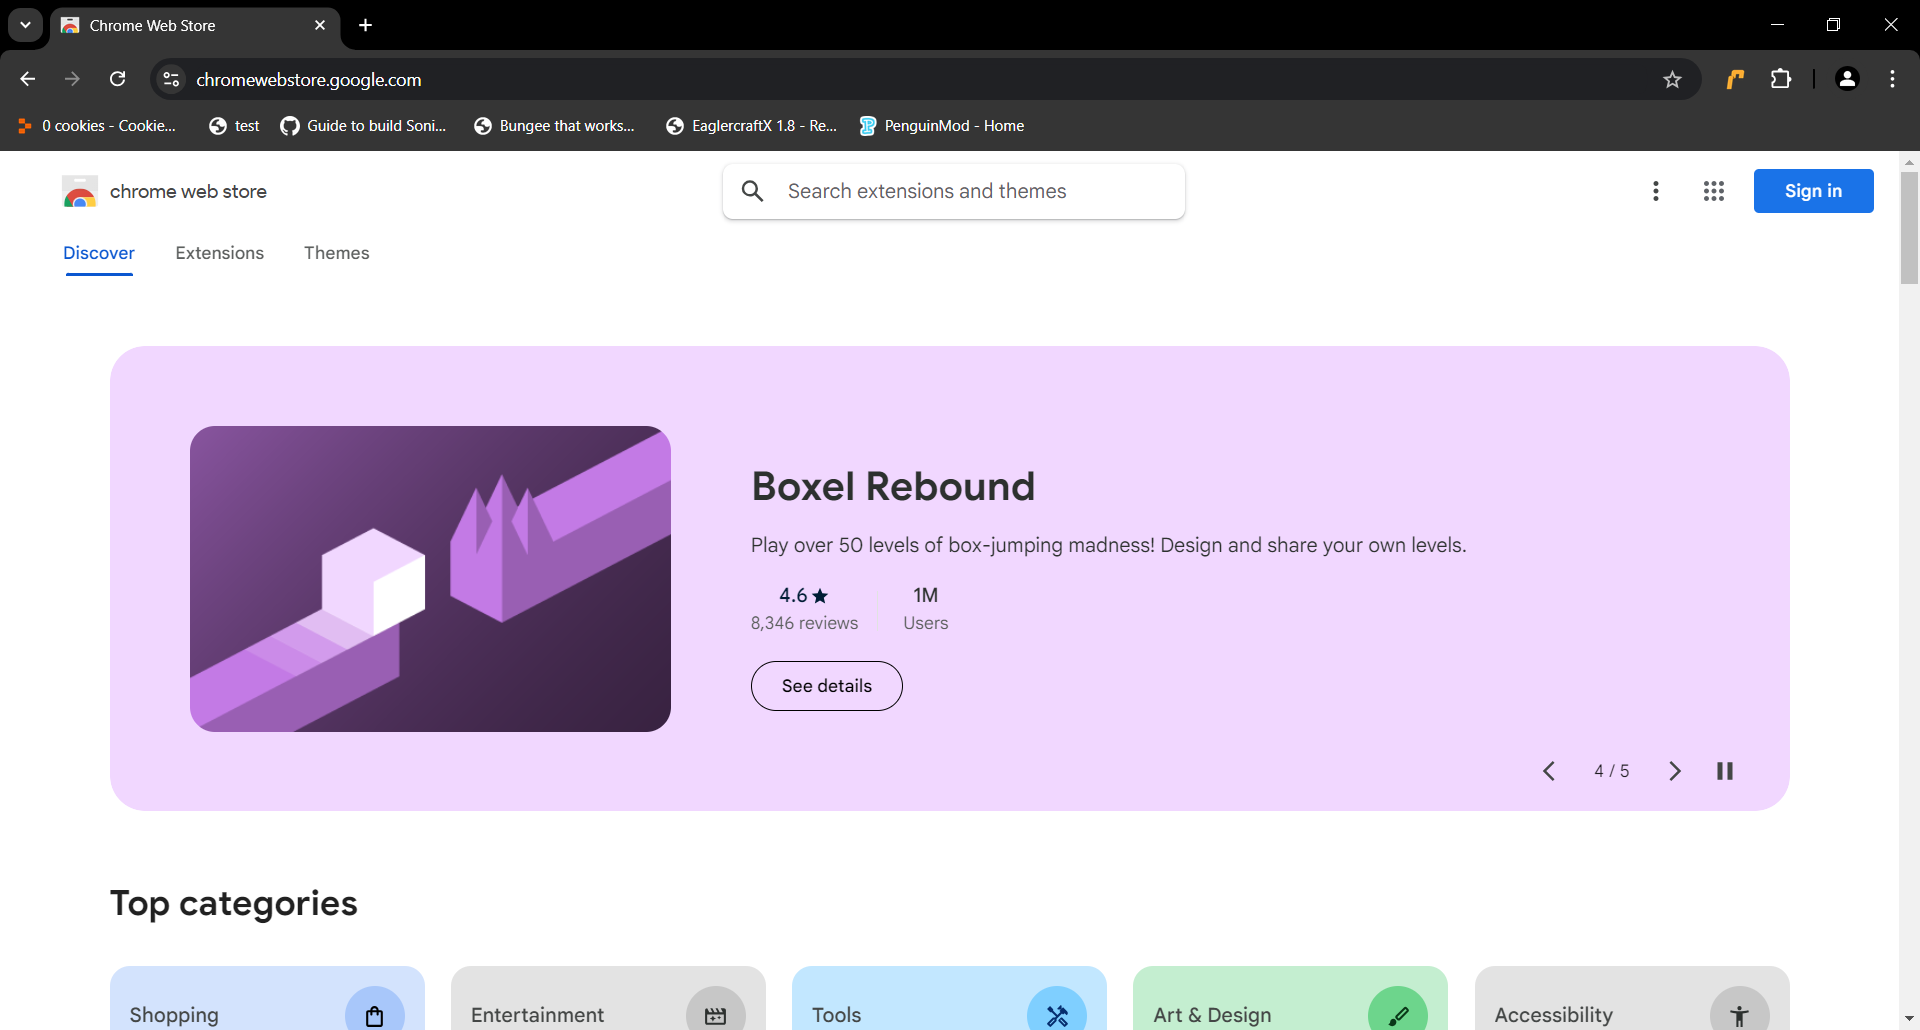 Chrome Web Store
chromewebstore.google.com
0 cookies - Cookie...
test
Guide to build Soni...
Bungee that works...
EaglercraftX 1.8 - Re...
PenguinMod - Home
chrome web store
Search extensions and themes
Sign in
Discover
Extensions
Themes
Boxel Rebound
Play over 50 levels of box-jumping madness! Design and share your own levels.
4.6 ★
1M
8,346 reviews
Users
See details
4 / 5
Top categories
Shopping
Entertainment
Tools
Art & Design
Accessibility